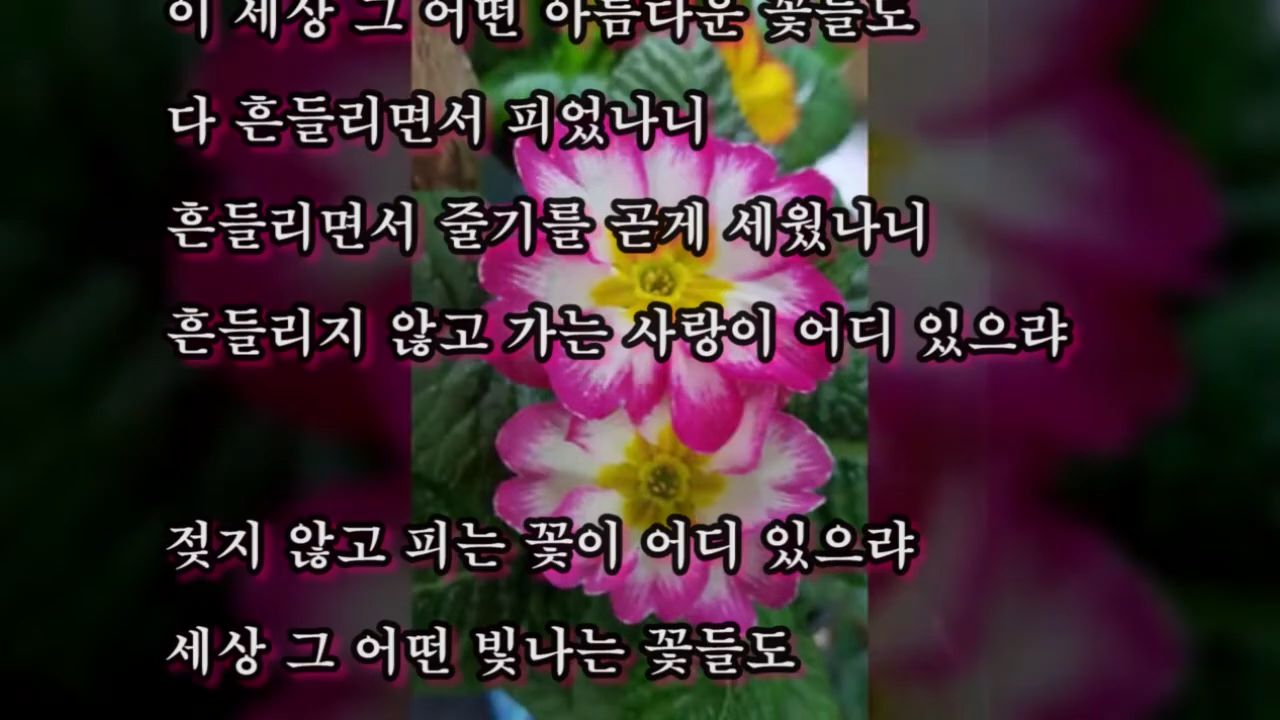 이 세상 그 어떤 아름다운 꽃들도
다 흔들리면서 피었나니
흔들리면서 줄기를 곧게 세웠나니
흔들리지 않고 가는 사랑이 어디 있으랴
젖지 않고 피는 꽃이 어디 있으랴
세상 그 어떤 빛나는 꽃들도